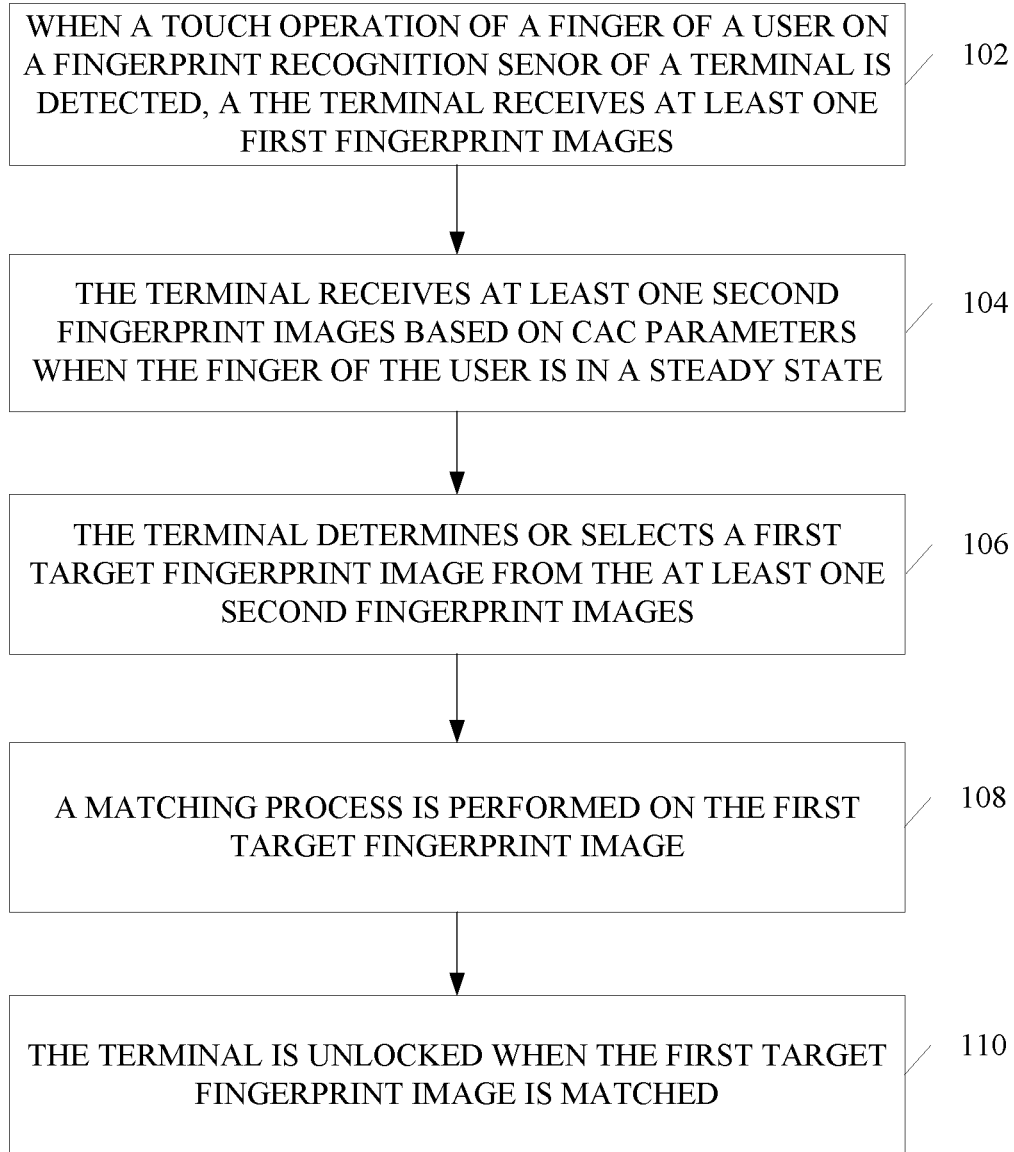 WHEN A TOUCH OPERATION OF A FINGER OF A USER ON
A FINGERPRINT RECOGNITION SENOR OF A TERMINAL IS
DETECTED, A THE TERMINAL RECEIVES AT LEAST ONE
FIRST FINGERPRINT IMAGES
102
THE TERMINAL RECEIVES AT LEAST ONE SECOND
FINGERPRINT IMAGES BASED ON CAC PARAMETERS
WHEN THE FINGER OF THE USER IS IN A STEADY STATE
104
THE TERMINAL DETERMINES OR SELECTS A FIRST
TARGET FINGERPRINT IMAGE FROM THE AT LEAST ONE
SECOND FINGERPRINT IMAGES
106
A MATCHING PROCESS IS PERFORMED ON THE FIRST
TARGET FINGERPRINT IMAGE
108
THE TERMINAL IS UNLOCKED WHEN THE FIRST TARGET
FINGERPRINT IMAGE IS MATCHED
110